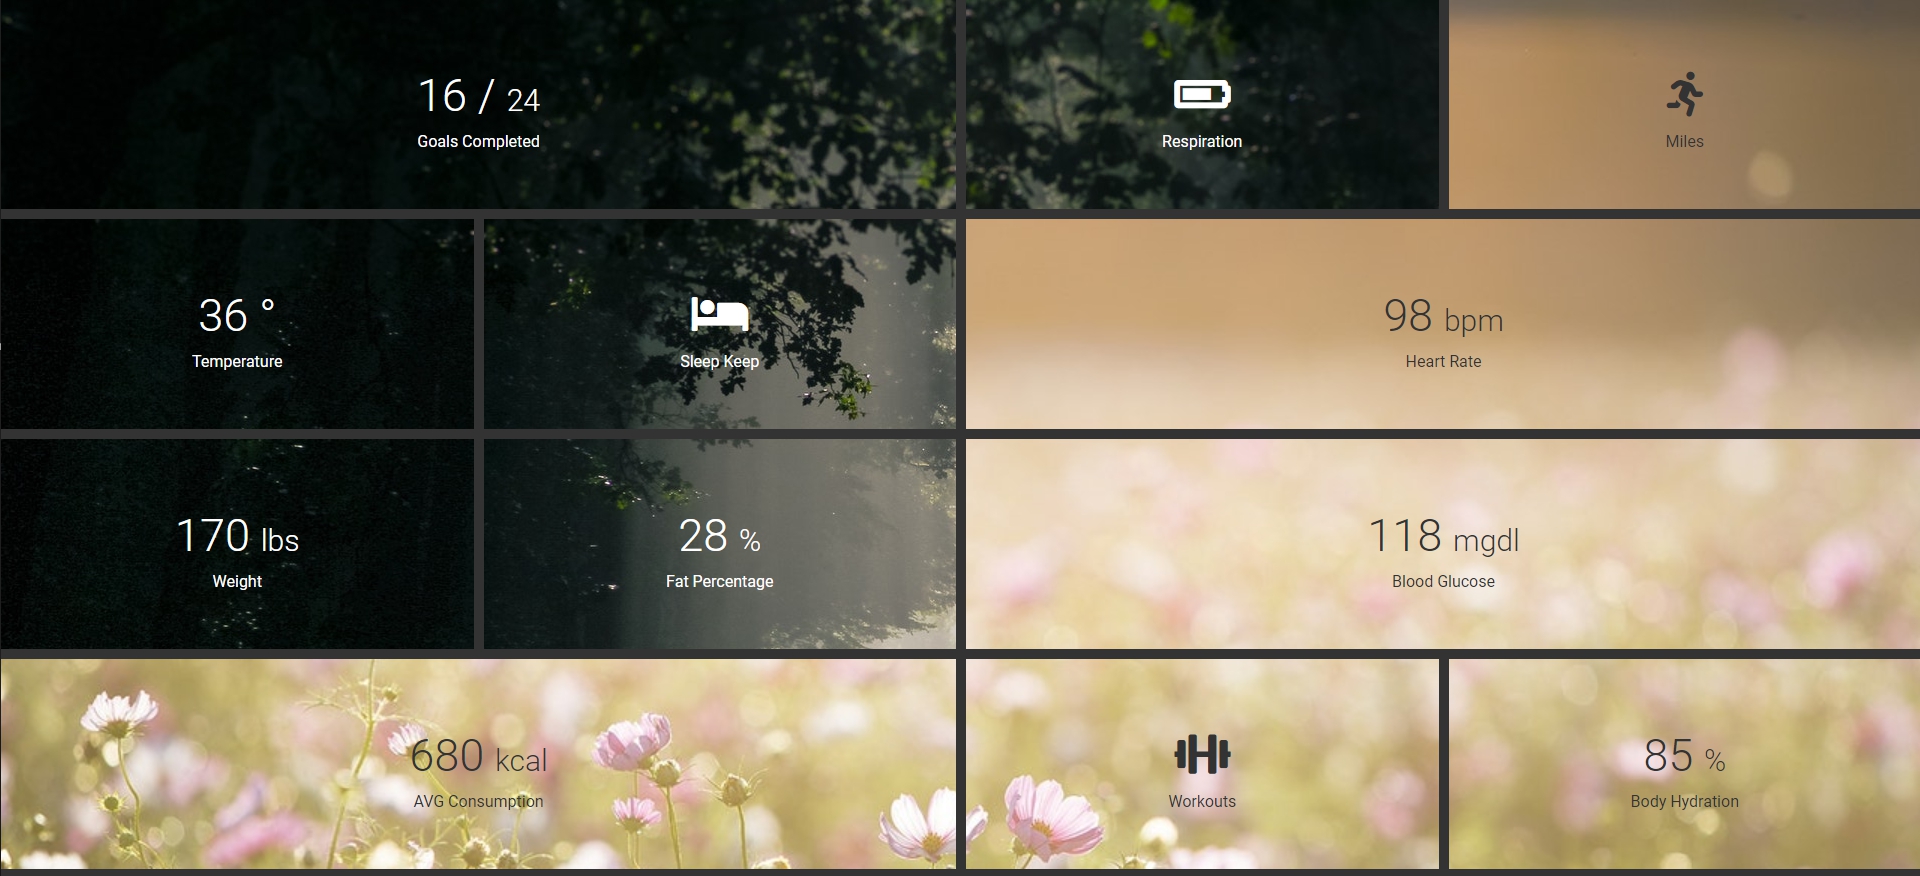 16 / 24
Goals Completed
Respiration
Miles
36 °
Temperature
Sleep Keep
98 bpm
Heart Rate
170 lbs
Weight
28 %
Fat Percentage
118 mgdl
Blood Glucose
680 kcal
AVG Consumption
Workouts
85 %
Body Hydration